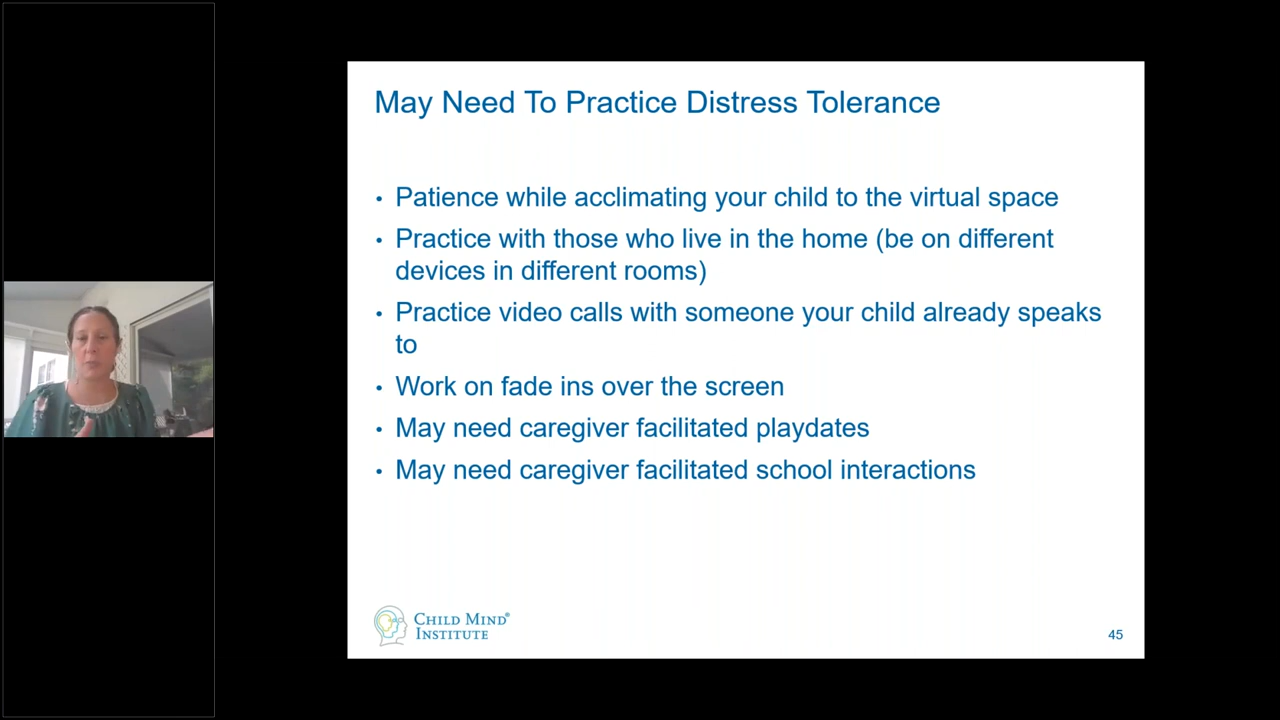 May Need To Practice Distress Tolerance
• Patience while acclimating your child to the virtual space
• Practice with those who live in the home (be on different
devices in different rooms)
• Practice video calls with someone your child already speaks
to
• Work on fade ins over the screen
• May need caregiver facilitated playdates
• May need caregiver facilitated school interactions
CHILD MIND®
INSTITUTE
45